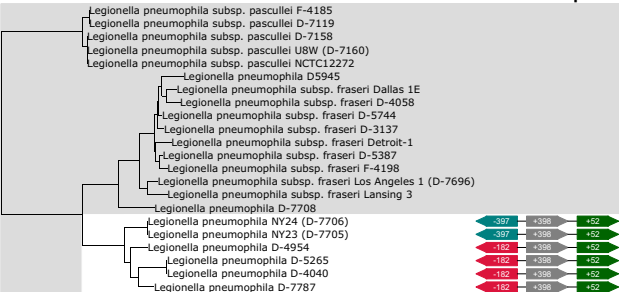 Legionella pneumophila subsp. pascullei F-4185
Legionella pneumophila subsp. pascullei D-7119
Legionella pneumophila subsp. pascullei D-7158
Legionella pneumophila subsp. pascullei U8W (D-7160)
Legionella pneumophila subsp. pascullei NCTC12272
Legionella pneumophila D5945
Legionella pneumophila subsp. fraseri Dallas 1E
Legionella pneumophila subsp. fraseri D-4058
Legionella pneumophila subsp. fraseri D-5744
Legionella pneumophila subsp. fraseri D-3137
Legionella pneumophila subsp. fraseri Detroit-1
Legionella pneumophila subsp. fraseri D-5387
Legionella pneumophila subsp. fraseri F-4198
Legionella pneumophila subsp. fraseri Los Angeles 1 (D-7696)
Legionella pneumophila subsp. fraseri Lansing 3
Legionella pneumophila D-7708
Legionella pneumophila NY24 (D-7706) -397 +398 +52
Legionella pneumophila NY23 (D-7705) -397 +398 +52
Legionella pneumophila D-4954 -182 +398 +52
Legionella pneumophila D-5265 -182 +398 +52
Legionella pneumophila D-4040 -182 +398 +52
Legionella pneumophila D-7787 -182 +398 +52